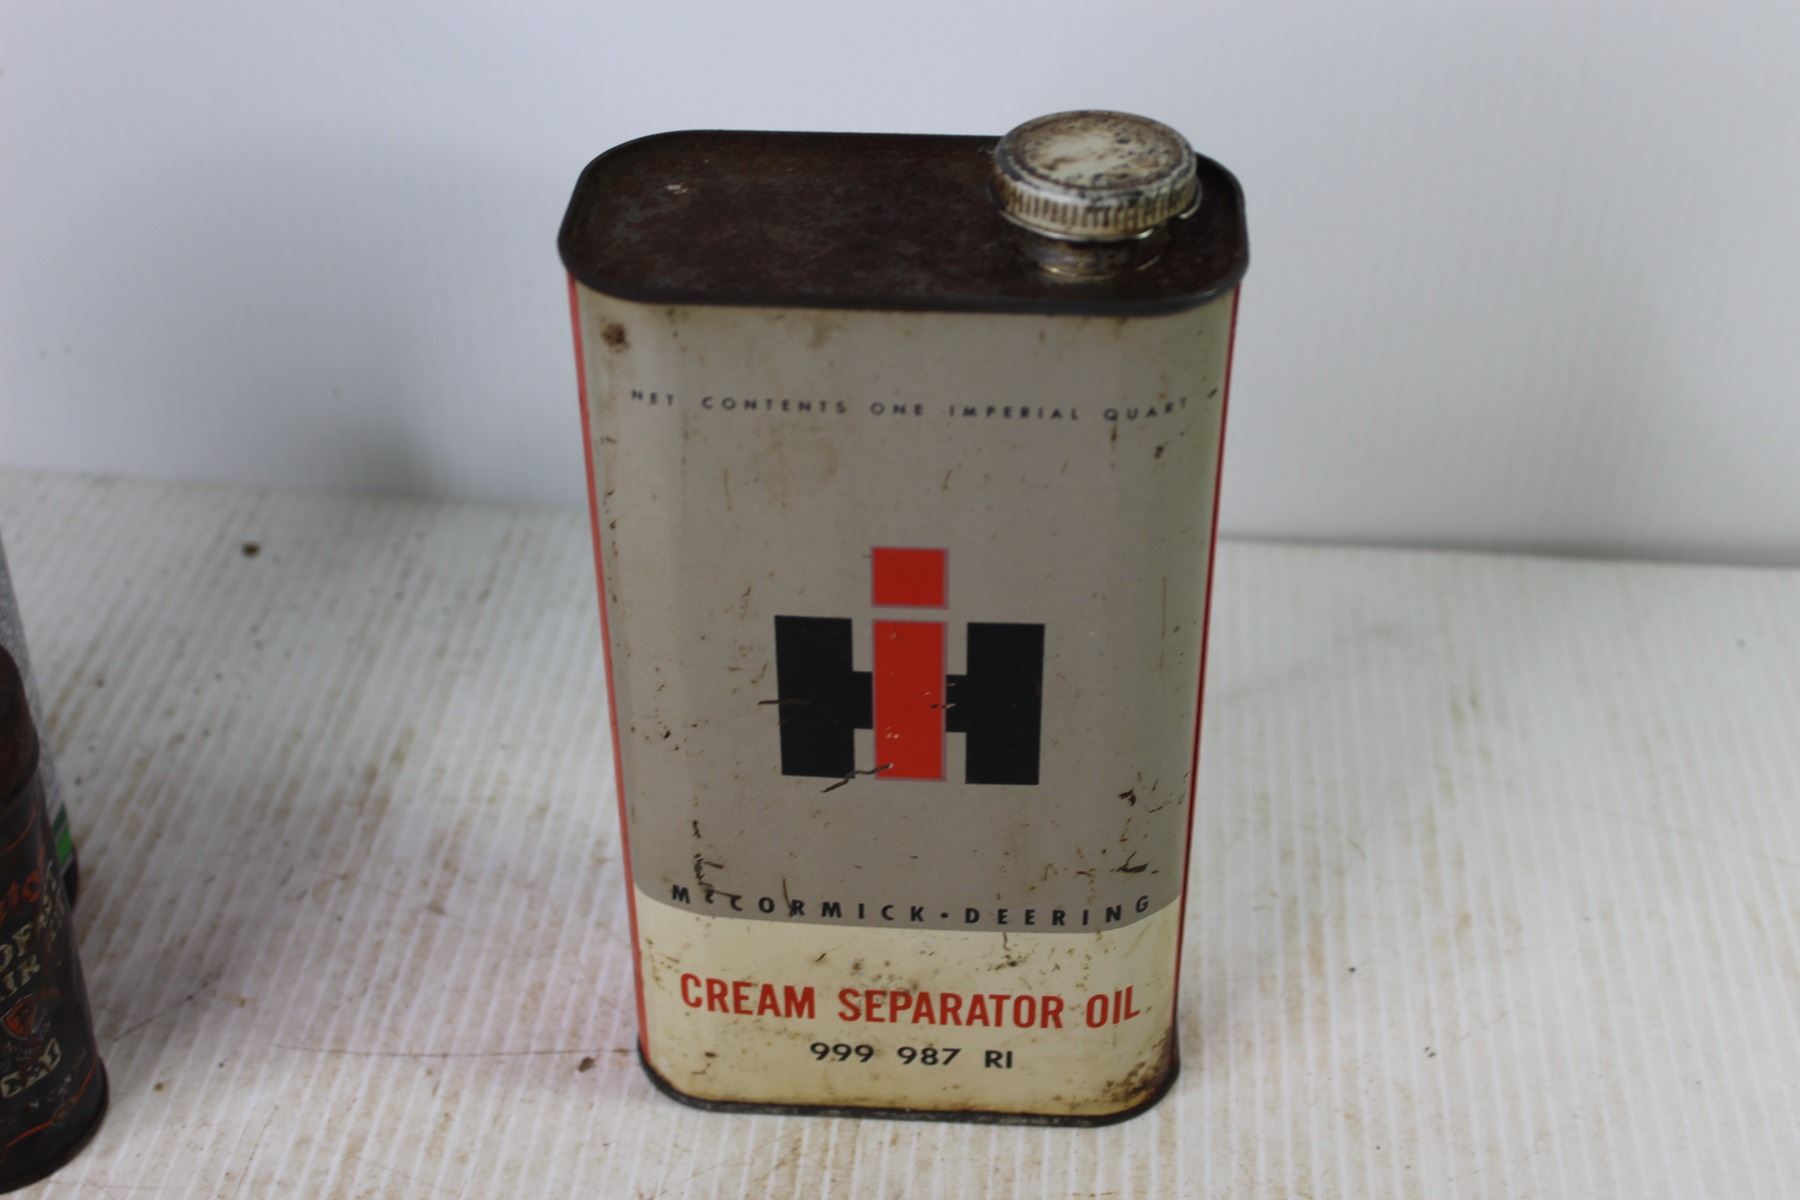 NET CONTENTS ONE IMPERIAL QUART
IH
McCORMICK·DEERING
CREAM SEPARATOR OIL
999 987 RI